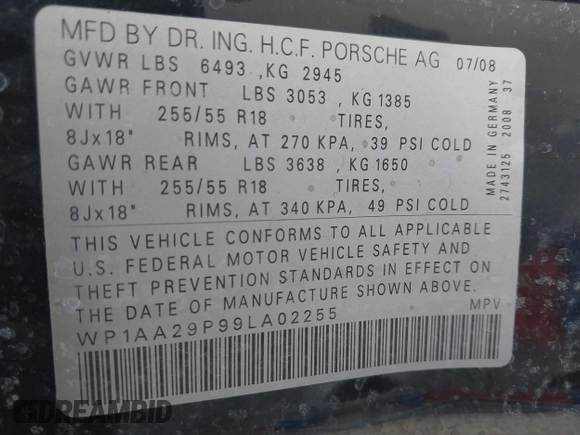 MFD BY DR. ING. H.C.F. PORSCHE AG 07/08
GVWR LBS 6493 , KG 2945
GAWR FRONT LBS 3053 , KG 1385
WITH 255/55 R18 TIRES,
8Jx18" RIMS, AT 270 KPA, 39 PSI COLD
GAWR REAR LBS 3638 , KG 1650
WITH 255/55 R18 TIRES,
8Jx18" RIMS, AT 340 KPA, 49 PSI COLD
THIS VEHICLE CONFORMS TO ALL APPLICABLE
U.S. FEDERAL MOTOR VEHICLE SAFETY AND
THEFT PREVENTION STANDARDS IN EFFECT ON
THE DATE OF MANUFACTURE SHOWN ABOVE.
WP1AA29P99LA02255 MPV
MADE IN GERMANY
2743125 2008 37
DREAMBID